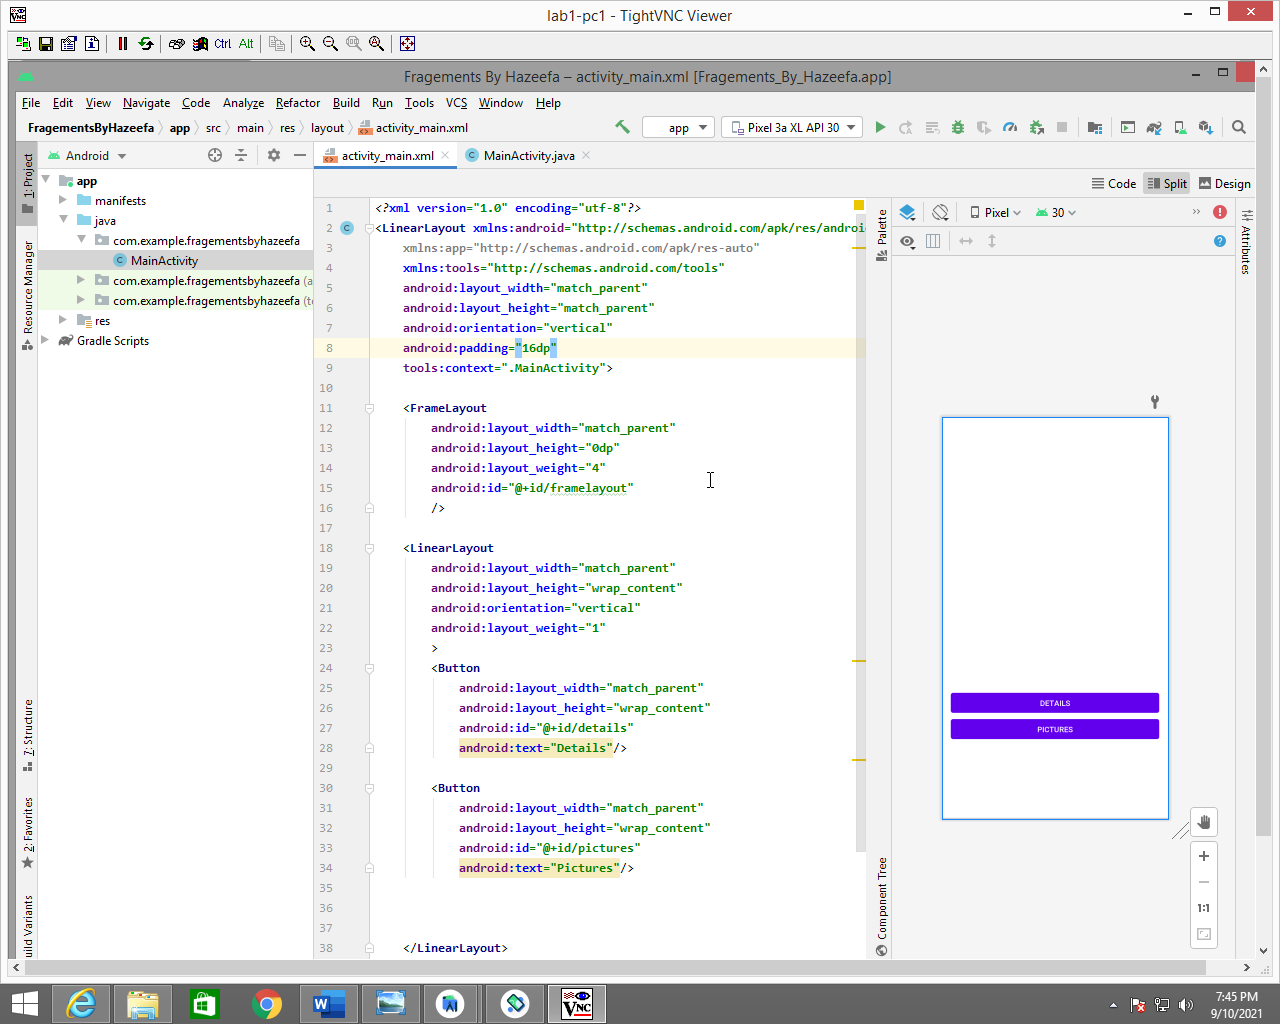 lab1-pc1 - TightVNC Viewer
Ctrl Alt
Fragements By Hazeefa – activity_main.xml [Fragements_By_Hazeefa.app]
File Edit View Navigate Code Analyze Refactor Build Run Tools VCS Window Help
FragementsByHazeefa app src main res layout activity_main.xml app Pixel 3a XL API 30
Android activity_main.xml MainActivity.java
Code Split Design
Pixel 30
1: Project
Resource Manager
7: Structure
2: Favorites
uild Variants
app
manifests
java
com.example.fragementsbyhazeefa
MainActivity
com.example.fragementsbyhazeefa (a
com.example.fragementsbyhazeefa (t
res
Gradle Scripts
1 <?xml version="1.0" encoding="utf-8"?>
2 <LinearLayout xmlns:android="http://schemas.android.com/apk/res/androi
3 xmlns:app="http://schemas.android.com/apk/res-auto"
4 xmlns:tools="http://schemas.android.com/tools"
5 android:layout_width="match_parent"
6 android:layout_height="match_parent"
7 android:orientation="vertical"
8 android:padding="16dp"
9 tools:context=".MainActivity">
10
11 <FrameLayout
12 android:layout_width="match_parent"
13 android:layout_height="0dp"
14 android:layout_weight="4"
15 android:id="@+id/framelayout"
16 />
17
18 <LinearLayout
19 android:layout_width="match_parent"
20 android:layout_height="wrap_content"
21 android:orientation="vertical"
22 android:layout_weight="1"
23 >
24 <Button
25 android:layout_width="match_parent"
26 android:layout_height="wrap_content"
27 android:id="@+id/details"
28 android:text="Details"/>
29
30 <Button
31 android:layout_width="match_parent"
32 android:layout_height="wrap_content"
33 android:id="@+id/pictures"
34 android:text="Pictures"/>
35
36
37
38 </LinearLayout>
Palette
Component Tree
Attributes
DETAILS
PICTURES
1:1
7:45 PM
9/10/2021